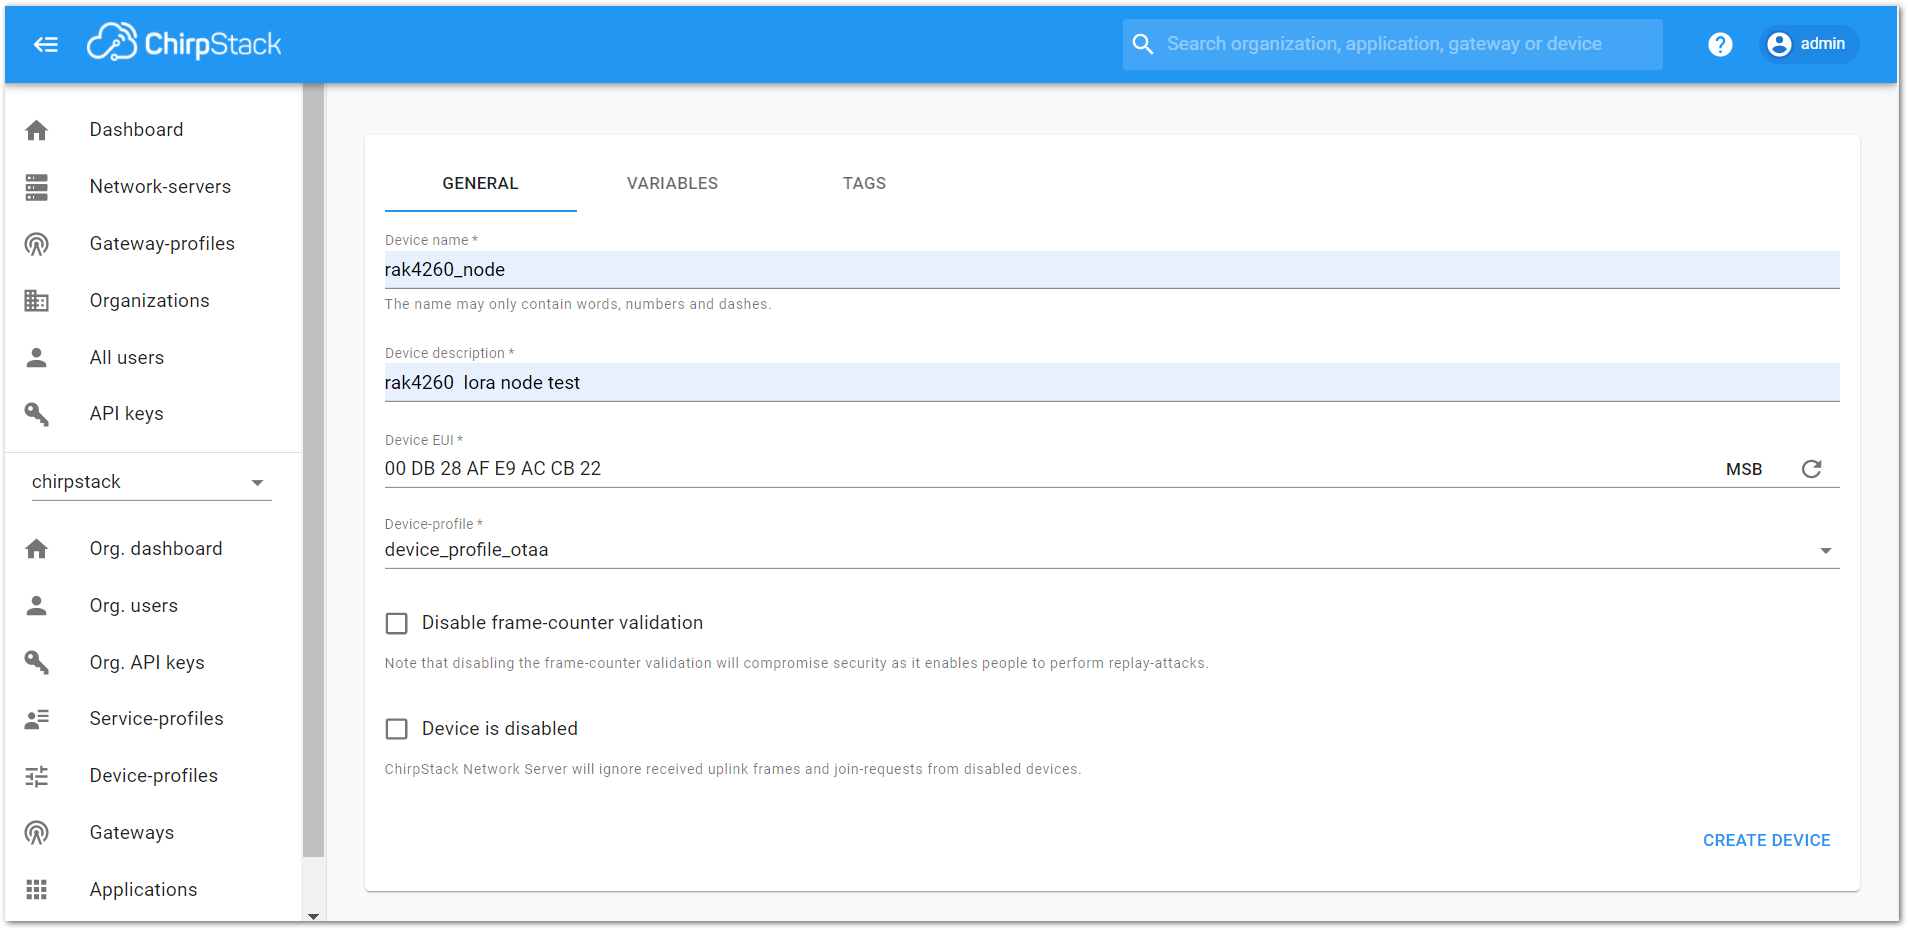 ChirpStack
Search organization, application, gateway or device
?
admin
Dashboard
Network-servers
Gateway-profiles
Organizations
All users
API keys
chirpstack
Org. dashboard
Org. users
Org. API keys
Service-profiles
Device-profiles
Gateways
Applications
GENERAL VARIABLES TAGS
Device name *
rak4260_node
The name may only contain words, numbers and dashes.
Device description *
rak4260  lora node test
Device EUI *
00 DB 28 AF E9 AC CB 22 MSB
Device-profile *
device_profile_otaa
Disable frame-counter validation
Note that disabling the frame-counter validation will compromise security as it enables people to perform replay-attacks.
Device is disabled
ChirpStack Network Server will ignore received uplink frames and join-requests from disabled devices.
CREATE DEVICE